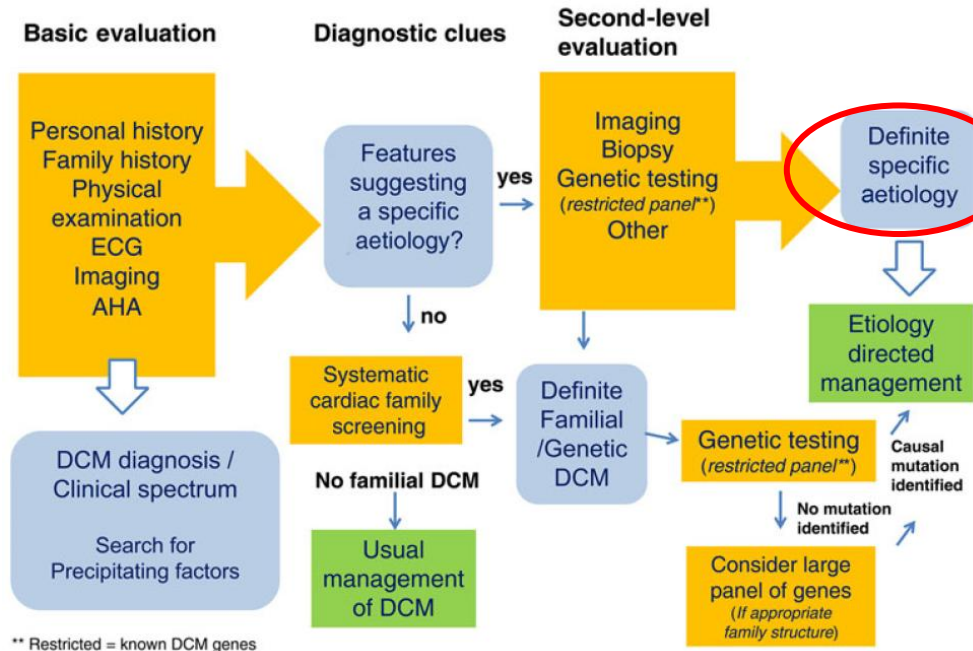 Basic evaluation
Diagnostic clues
Second-level
evaluation
Personal history
Family history
Physical
examination
ECG
Imaging
AHA
Features
suggesting
a specific
aetiology?
yes
Imaging
Biopsy
Genetic testing
(restricted panel**)
Other
Definite
specific
aetiology
no
Etiology
directed
management
Systematic
cardiac family
screening
yes
Definite
Familial
/Genetic
DCM
Genetic testing
(restricted panel**)
Causal
mutation
identified
DCM diagnosis /
Clinical spectrum
Search for
Precipitating factors
No familial DCM
No mutation
identified
Usual
management
of DCM
Consider large
panel of genes
(If appropriate
family structure)
** Restricted = known DCM genes